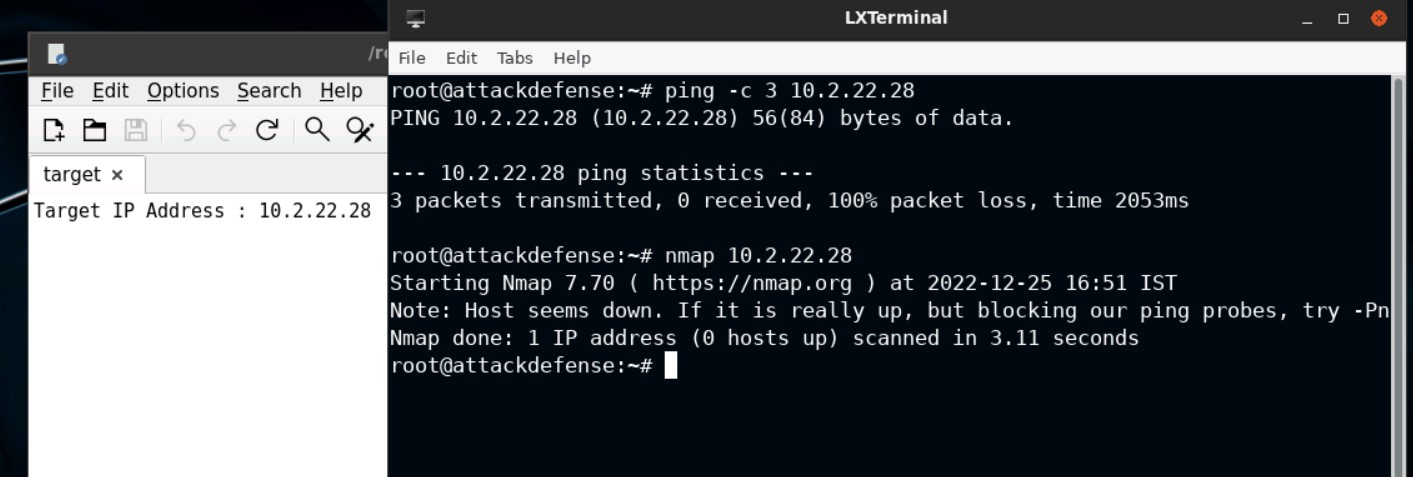 LXTerminal
/r
File Edit Options Search Help
target
Target IP Address : 10.2.22.28
File Edit Tabs Help
root@attackdefense:~# ping -c 3 10.2.22.28
PING 10.2.22.28 (10.2.22.28) 56(84) bytes of data.
--- 10.2.22.28 ping statistics ---
3 packets transmitted, 0 received, 100% packet loss, time 2053ms
root@attackdefense:~# nmap 10.2.22.28
Starting Nmap 7.70 ( https://nmap.org ) at 2022-12-25 16:51 IST
Note: Host seems down. If it is really up, but blocking our ping probes, try -Pn
Nmap done: 1 IP address (0 hosts up) scanned in 3.11 seconds
root@attackdefense:~#